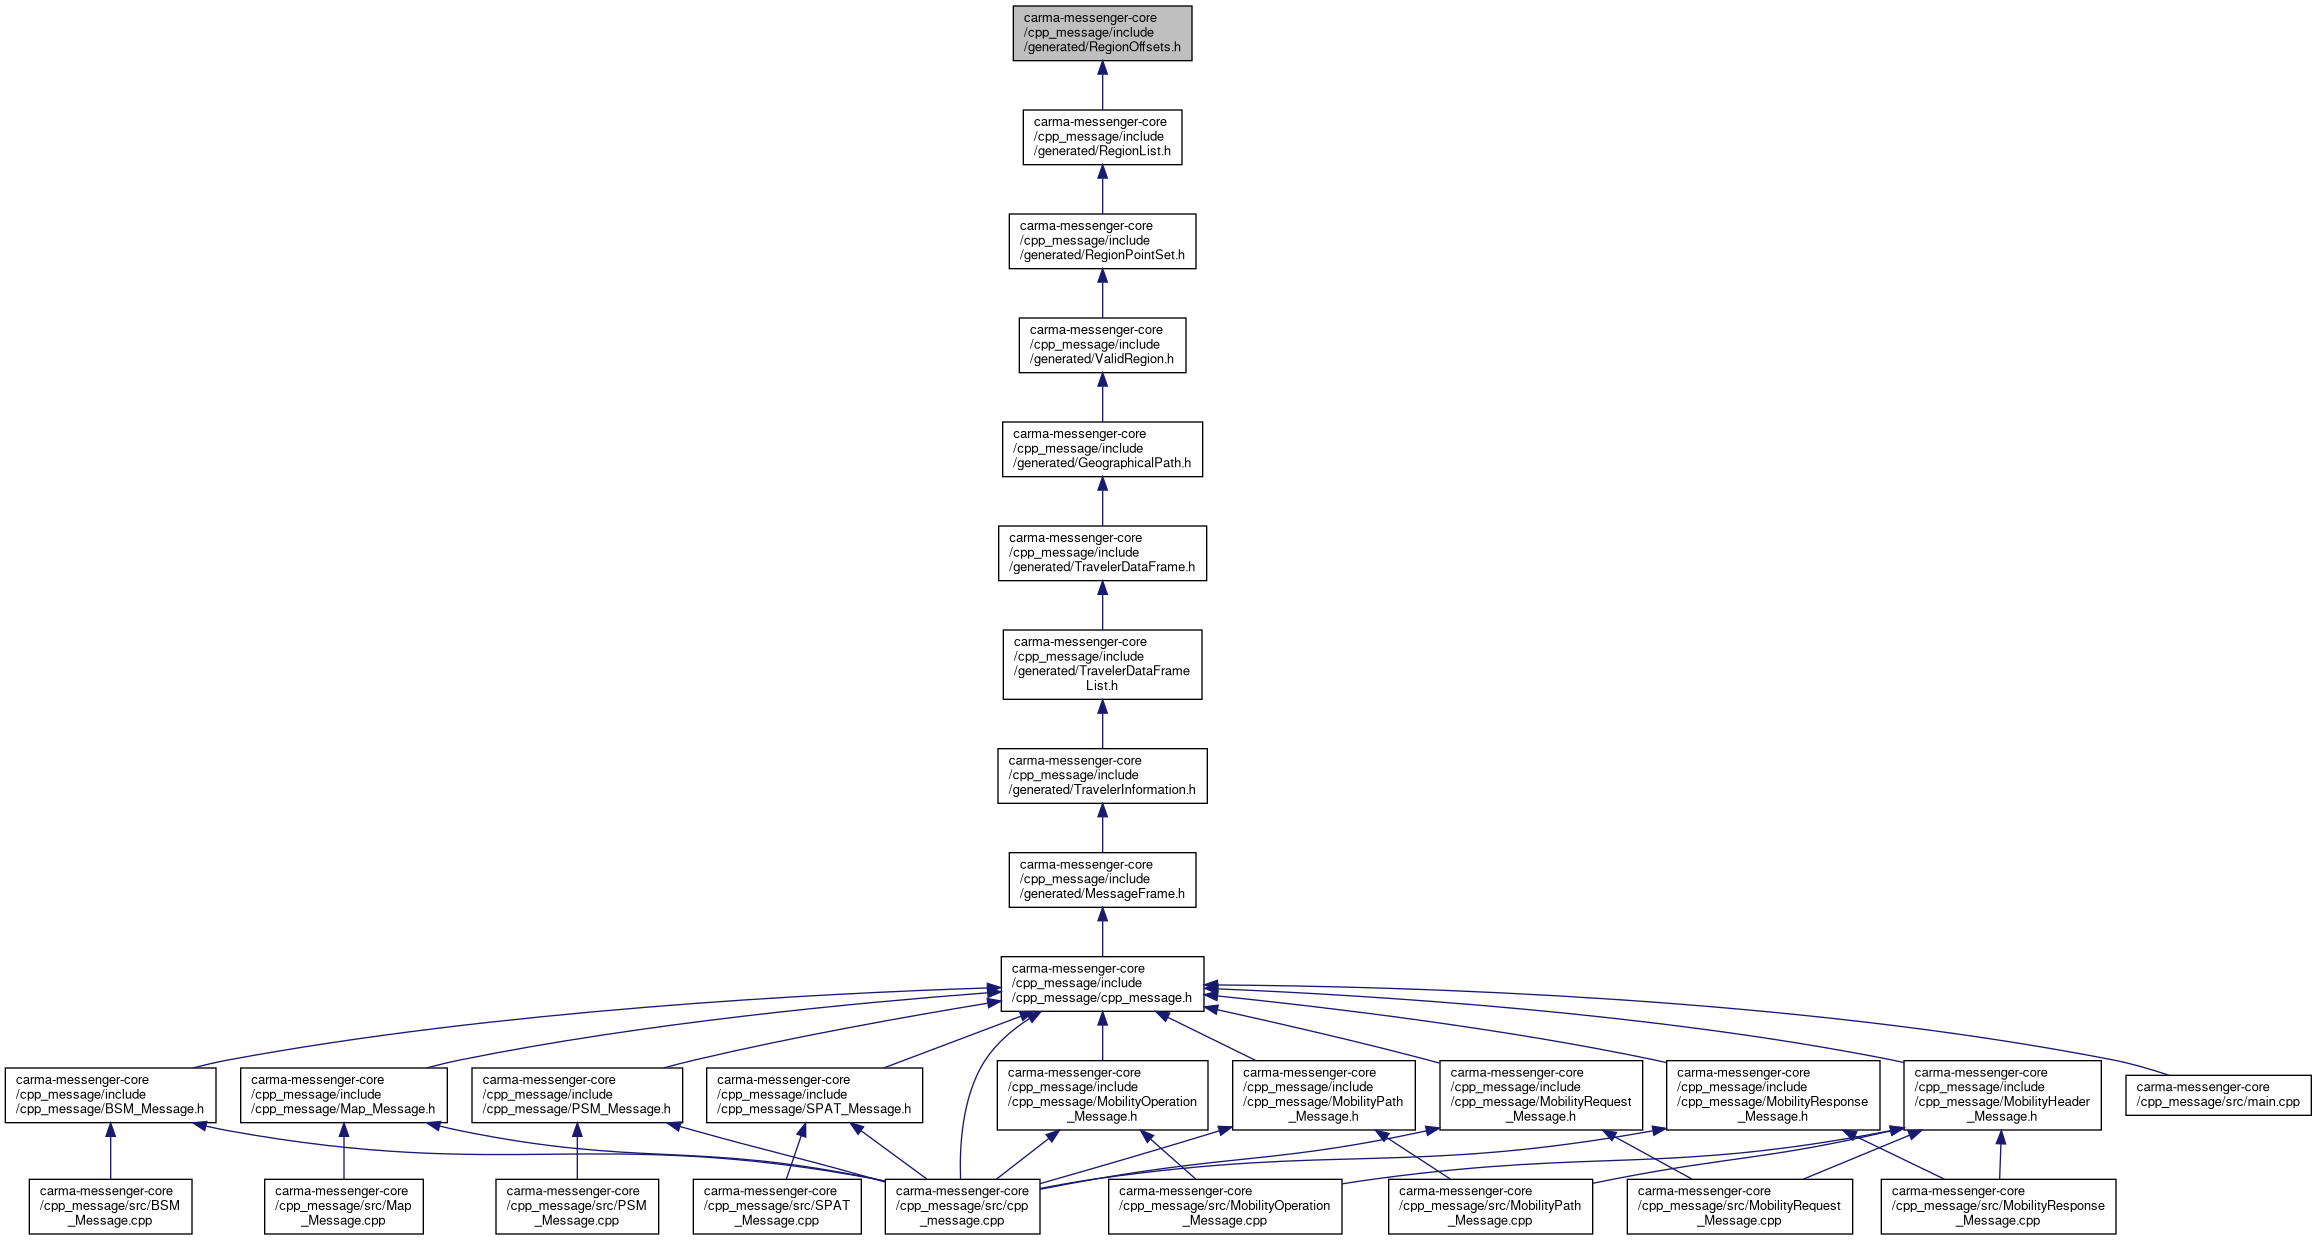 carma-messenger-core
/cpp_message/include
/generated/RegionOffsets.h
carma-messenger-core
/cpp_message/include
/generated/RegionList.h
carma-messenger-core
/cpp_message/include
/generated/RegionPointSet.h
carma-messenger-core
/cpp_message/include
/generated/ValidRegion.h
carma-messenger-core
/cpp_message/include
/generated/GeographicalPath.h
carma-messenger-core
/cpp_message/include
/generated/TravelerDataFrame.h
carma-messenger-core
/cpp_message/include
/generated/TravelerDataFrame
List.h
carma-messenger-core
/cpp_message/include
/generated/TravelerInformation.h
carma-messenger-core
/cpp_message/include
/generated/MessageFrame.h
carma-messenger-core
/cpp_message/include
/cpp_message/cpp_message.h
carma-messenger-core
/cpp_message/include
/cpp_message/BSM_Message.h
carma-messenger-core
/cpp_message/include
/cpp_message/Map_Message.h
carma-messenger-core
/cpp_message/include
/cpp_message/PSM_Message.h
carma-messenger-core
/cpp_message/include
/cpp_message/SPAT_Message.h
carma-messenger-core
/cpp_message/include
/cpp_message/MobilityOperation
_Message.h
carma-messenger-core
/cpp_message/include
/cpp_message/MobilityPath
_Message.h
carma-messenger-core
/cpp_message/include
/cpp_message/MobilityRequest
_Message.h
carma-messenger-core
/cpp_message/include
/cpp_message/MobilityResponse
_Message.h
carma-messenger-core
/cpp_message/include
/cpp_message/MobilityHeader
_Message.h
carma-messenger-core
/cpp_message/src/main.cpp
carma-messenger-core
/cpp_message/src/BSM
_Message.cpp
carma-messenger-core
/cpp_message/src/Map
_Message.cpp
carma-messenger-core
/cpp_message/src/PSM
_Message.cpp
carma-messenger-core
/cpp_message/src/SPAT
_Message.cpp
carma-messenger-core
/cpp_message/src/cpp
_message.cpp
carma-messenger-core
/cpp_message/src/MobilityOperation
_Message.cpp
carma-messenger-core
/cpp_message/src/MobilityPath
_Message.cpp
carma-messenger-core
/cpp_message/src/MobilityRequest
_Message.cpp
carma-messenger-core
/cpp_message/src/MobilityResponse
_Message.cpp